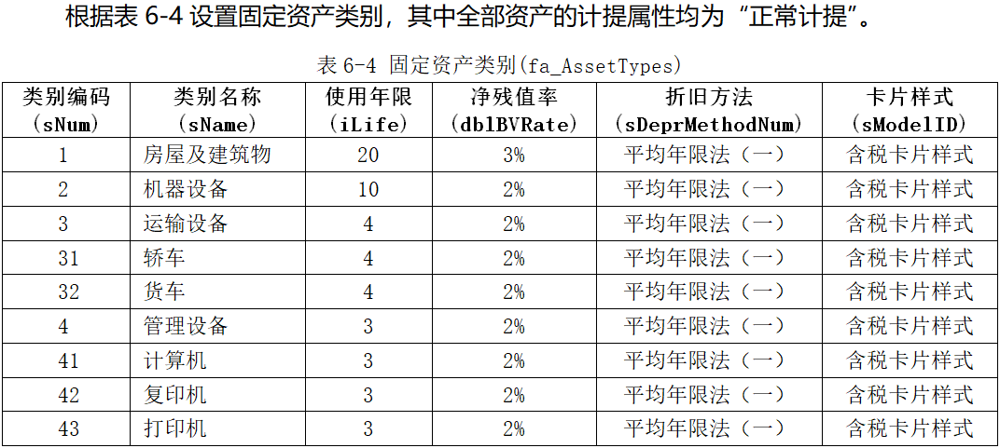 根据表 6-4 设置固定资产类别，其中全部资产的计提属性均为“正常计提”。
表 6-4 固定资产类别(fa_AssetTypes)
类别编码 类别名称 使用年限 净残值率 折旧方法 卡片样式
(sNum) (sName) (iLife) (dblBVRate) (sDeprMethodNum) (sModelID)
1 房屋及建筑物 20 3% 平均年限法（一） 含税卡片样式
2 机器设备 10 2% 平均年限法（一） 含税卡片样式
3 运输设备 4 2% 平均年限法（一） 含税卡片样式
31 轿车 4 2% 平均年限法（一） 含税卡片样式
32 货车 4 2% 平均年限法（一） 含税卡片样式
4 管理设备 3 2% 平均年限法（一） 含税卡片样式
41 计算机 3 2% 平均年限法（一） 含税卡片样式
42 复印机 3 2% 平均年限法（一） 含税卡片样式
43 打印机 3 2% 平均年限法（一） 含税卡片样式